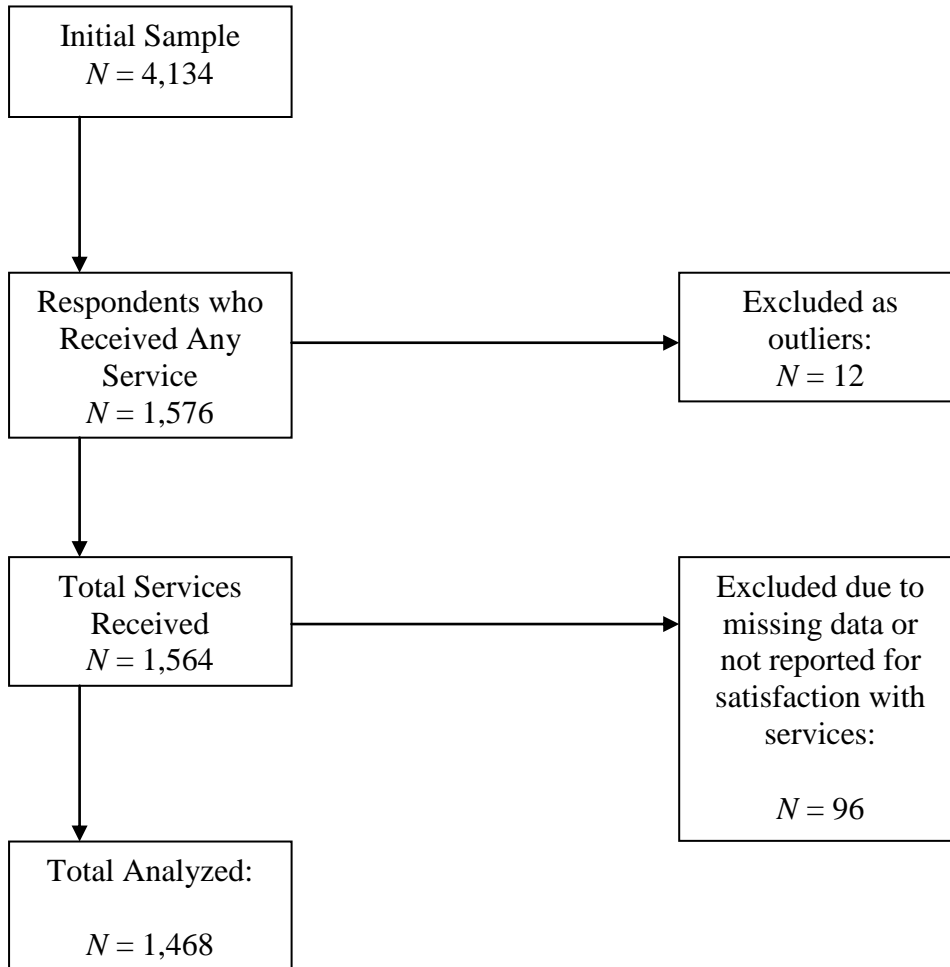 Initial Sample
N = 4,134
Respondents who
Received Any
Service
N = 1,576
Excluded as
outliers:
N = 12
Total Services
Received
N = 1,564
Excluded due to
missing data or
not reported for
satisfaction with
services:
N = 96
Total Analyzed:
N = 1,468